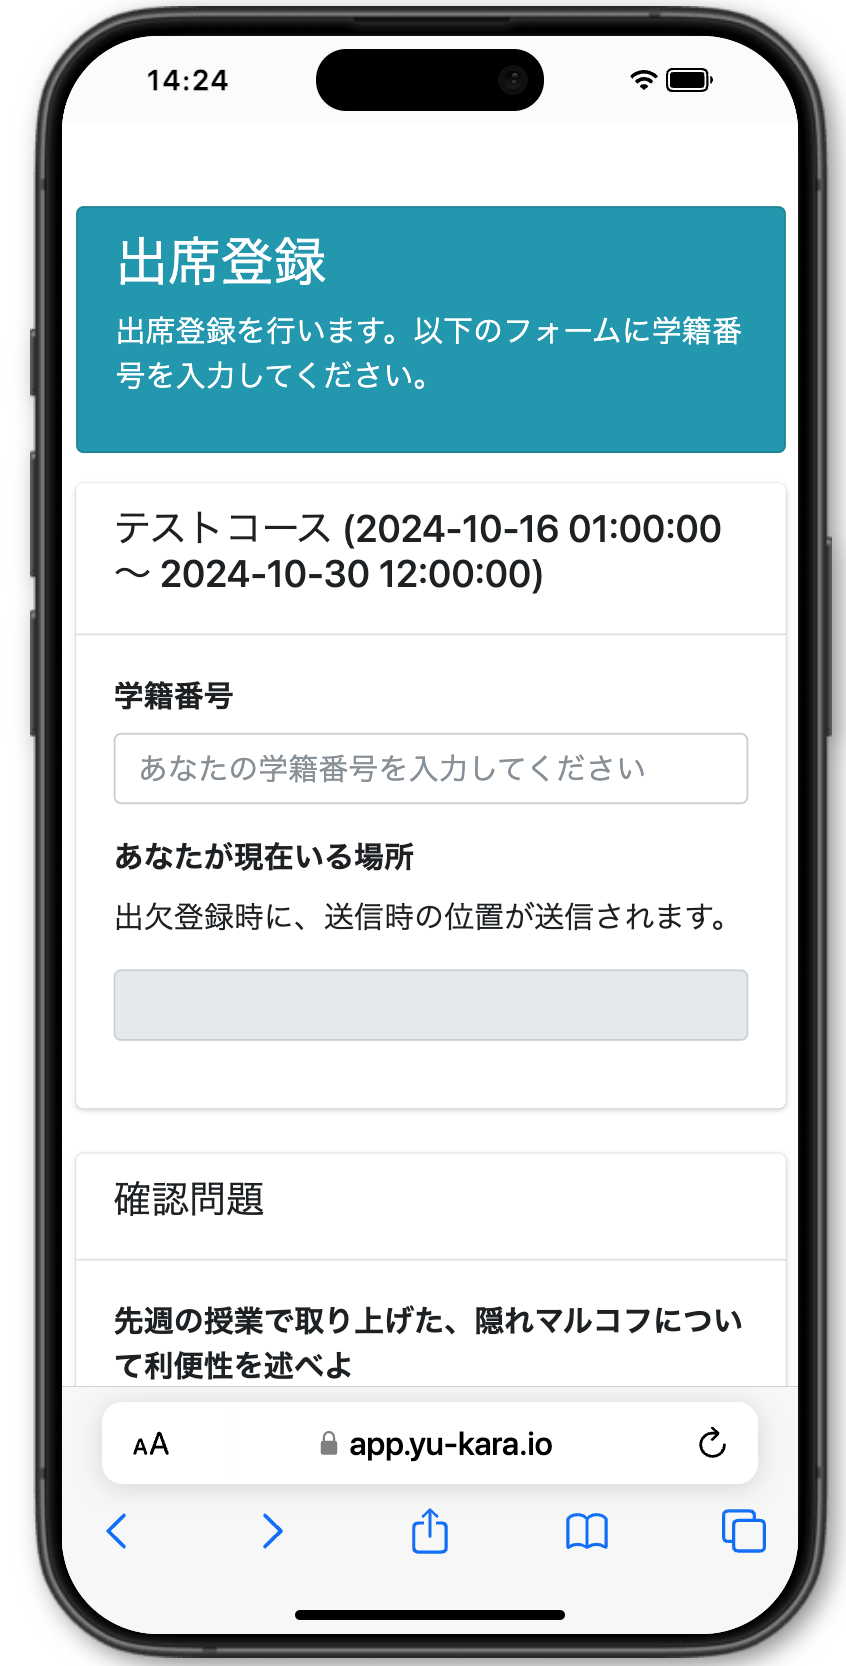 14:24
出席登録
出席登録を行います。以下のフォームに学籍番
号を入力してください。
テストコース (2024-10-16 01:00:00
〜 2024-10-30 12:00:00)
学籍番号
あなたの学籍番号を入力してください
あなたが現在いる場所
出欠登録時に、送信時の位置が送信されます。
確認問題
先週の授業で取り上げた、隠れマルコフについ
て利便性を述べよ
AA app.yu-kara.io